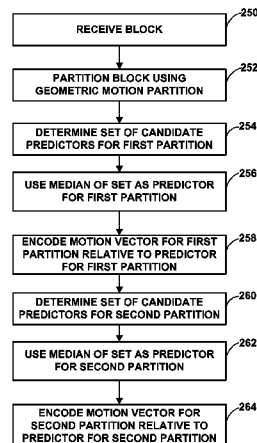 250
RECEIVE BLOCK
252
PARTITION BLOCK USING
GEOMETRIC MOTION PARTITION
254
DETERMINE SET OF CANDIDATE
PREDICTORS FOR FIRST PARTITION
256
USE MEDIAN OF SET AS PREDICTOR
FOR FIRST PARTITION
258
ENCODE MOTION VECTOR FOR FIRST
PARTITION RELATIVE TO PREDICTOR
FOR FIRST PARTITION
260
DETERMINE SET OF CANDIDATE
PREDICTORS FOR SECOND PARTITION
262
USE MEDIAN OF SET AS PREDICTOR
FOR SECOND PARTITION
264
ENCODE MOTION VECTOR FOR
SECOND PARTITION RELATIVE TO
PREDICTOR FOR SECOND PARTITION